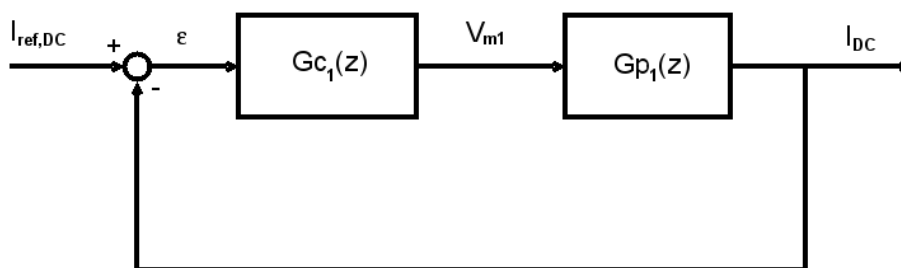 I_ref,DC
+
-
ε
Gc_1(z)
V_m1
Gp_1(z)
I_DC